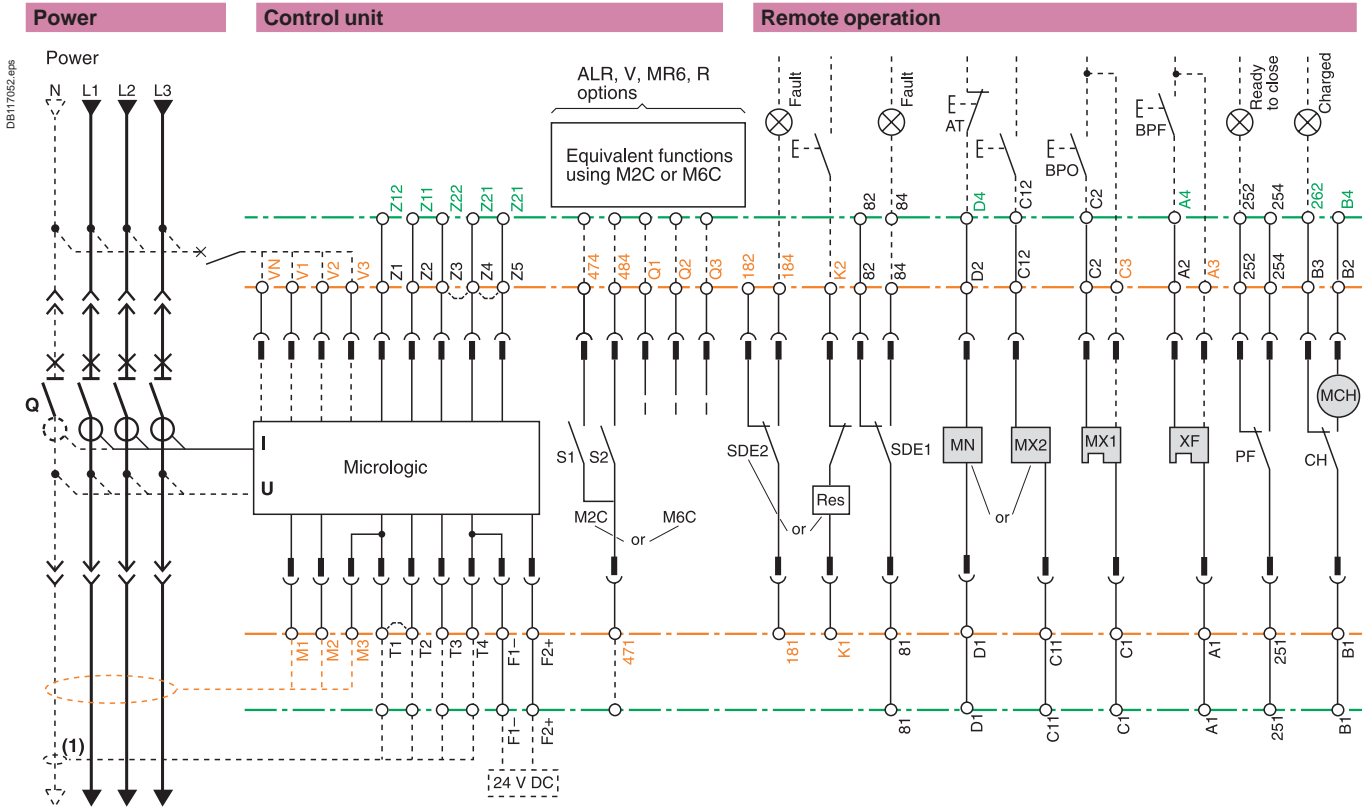 Power
Control unit
Remote operation
DB117052.eps
Power
N L1 L2 L3
ALR, V, MR6, R
options
Equivalent functions
using M2C or M6C
Fault
Fault
Ready
to close
Charged
AT
BPO
BPF
Z12 Z11 Z22 Z21 Z21
82 84 D4 C12 C2 A4 252 254 262 B4
VN V1 V2 V3 Z1 Z2 Z3 Z4 Z5 474 484 Q1 Q2 Q3 182 184 K2 82 84 D2 C12 C2 C3 A2 A3 252 254 B3 B2
Q
MCH
I
Micrologic
U
S1 S2
SDE2
SDE1
MN
MX2
MX1
XF
PF
CH
Res
M2C
or
M6C
or
or
M1 M2 M3 T1 T2 T3 T4 F1− F2+ 471 181 K1 81 D1 C11 C1 A1 251 B1
F1− F2+ 81 D1 C11 C1 A1 251 B1
(1)
24 V DC